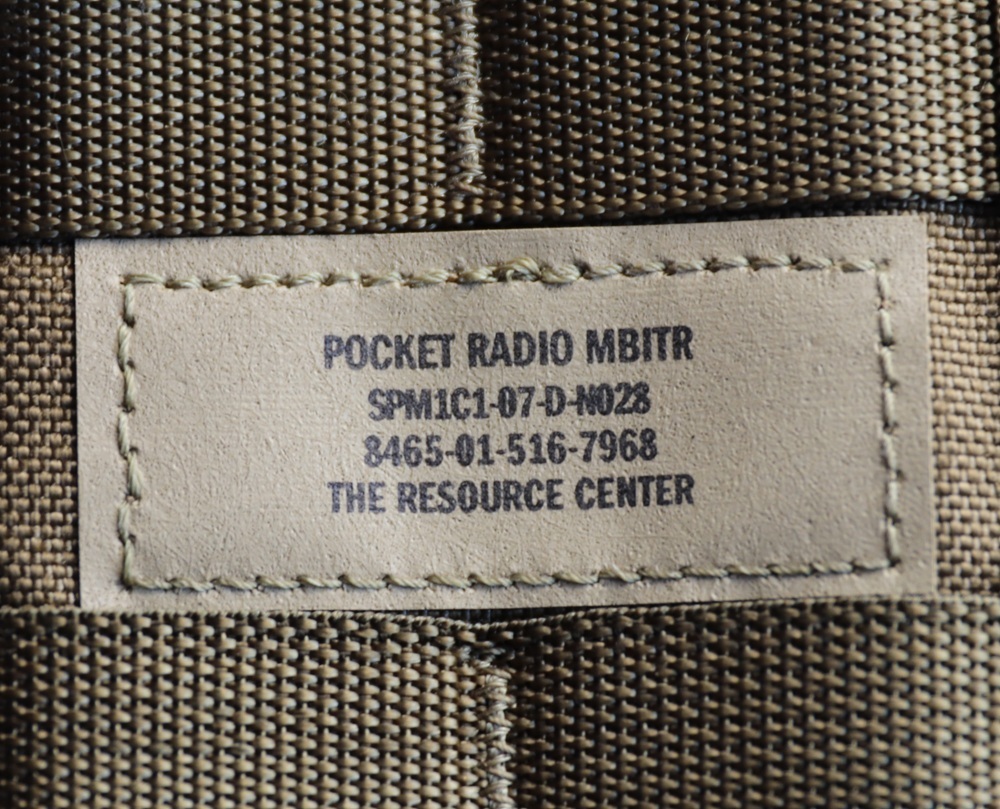 POCKET RADIO MBITR
SPM1C1-07-D-N028
8465-01-516-7968
THE RESOURCE CENTER